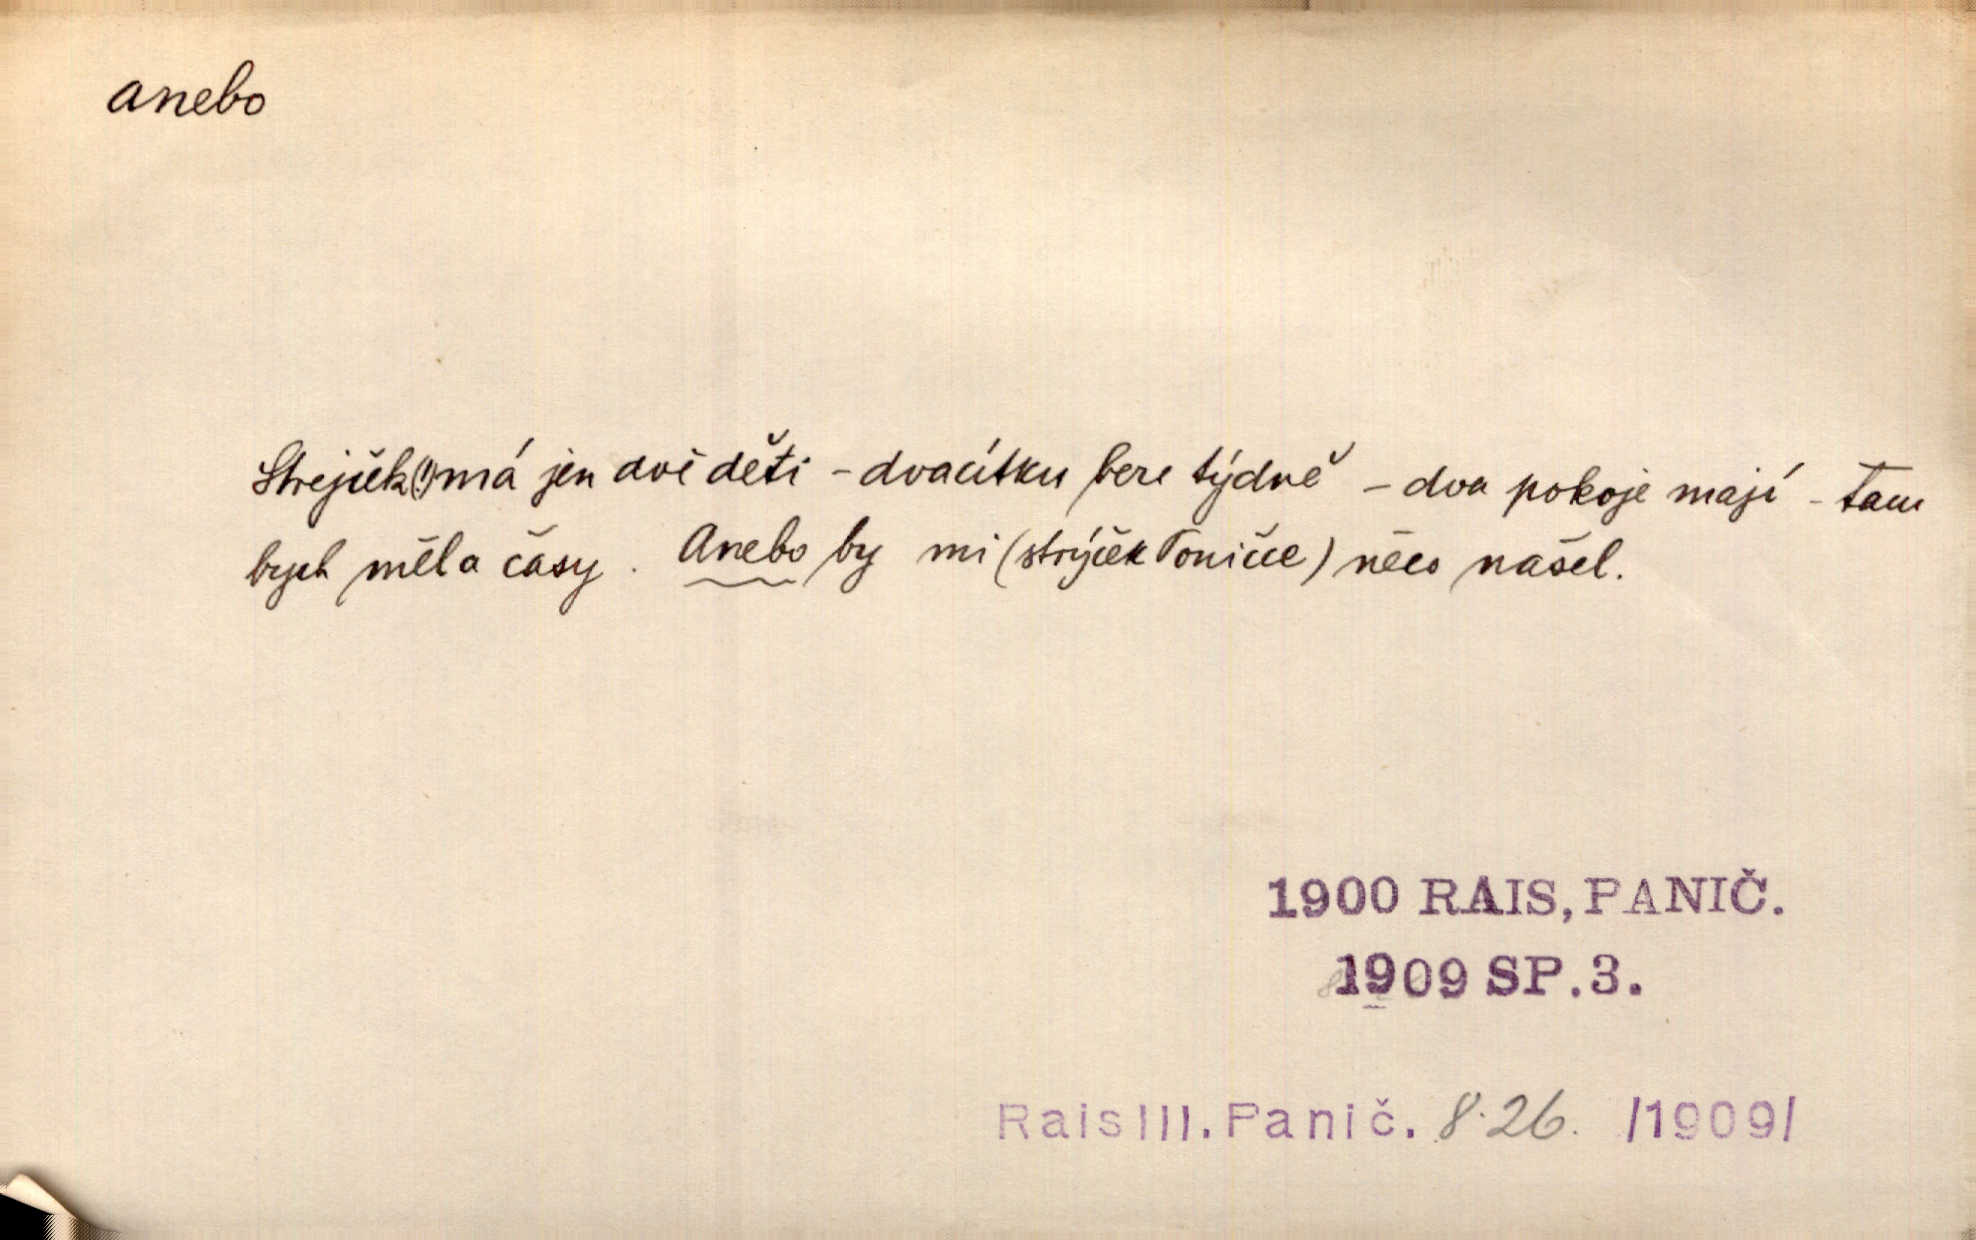 anebo
Strejček(!) má jen dvě děti – dvacítku bere týdně – dva pokoje mají – tam
bych měla časy. Anebo by mi (strýček Toničce) něco našel.
1900 RAIS, PANIČ.
1909 SP.3.
Rais III. Panič. 8.26. /1909/